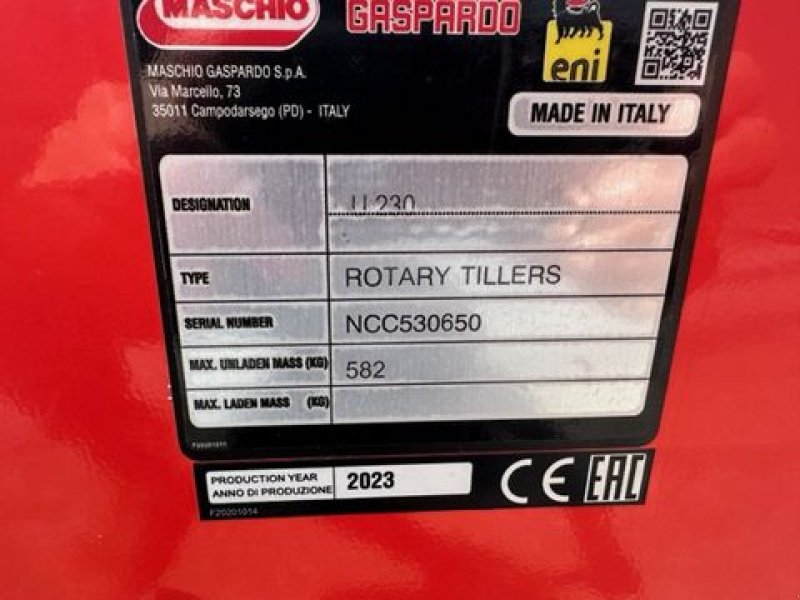 MASCHIO
GASPARDO
eni
MASCHIO GASPARDO S.p.A.
Via Marcello, 73
35011 Campodarsego (PD) - ITALY
MADE IN ITALY
DESIGNATION U 230
TYPE ROTARY TILLERS
SERIAL NUMBER NCC530650
MAX. UNLADEN MASS (KG) 582
MAX. LADEN MASS (KG)
PRODUCTION YEAR
ANNO DI PRODUZIONE
2023
CE EAC
F20201014